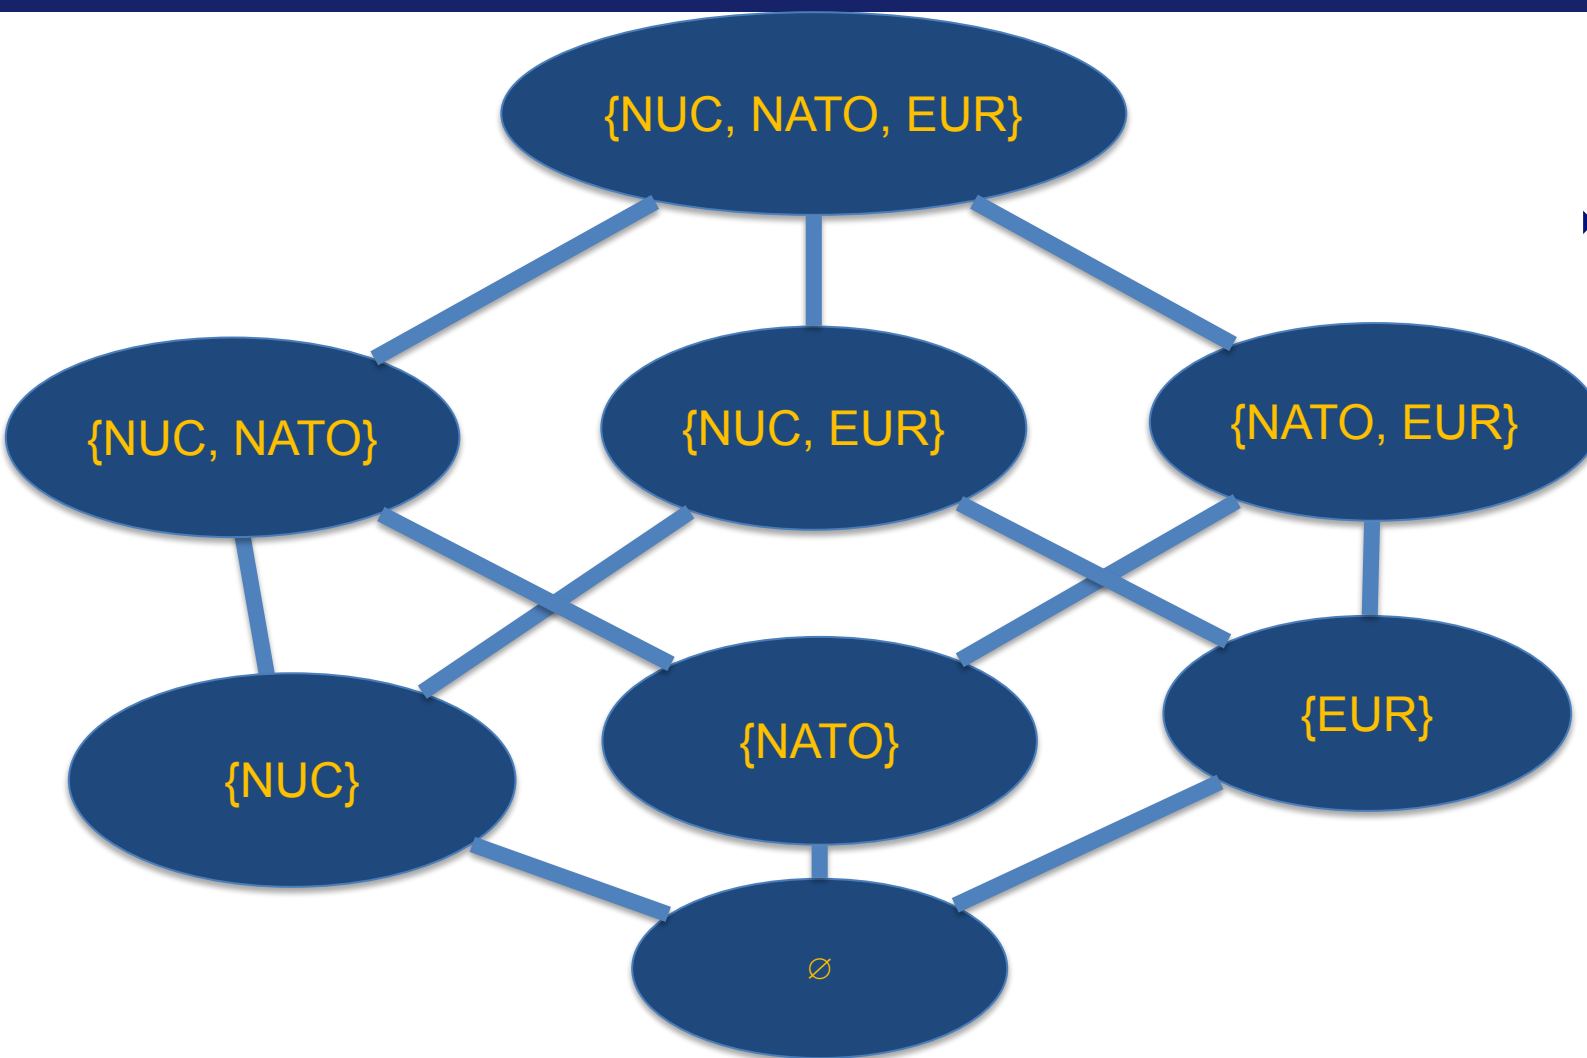 {NUC, NATO, EUR}
{NUC, NATO}
{NUC, EUR}
{NATO, EUR}
{NUC}
{NATO}
{EUR}
∅